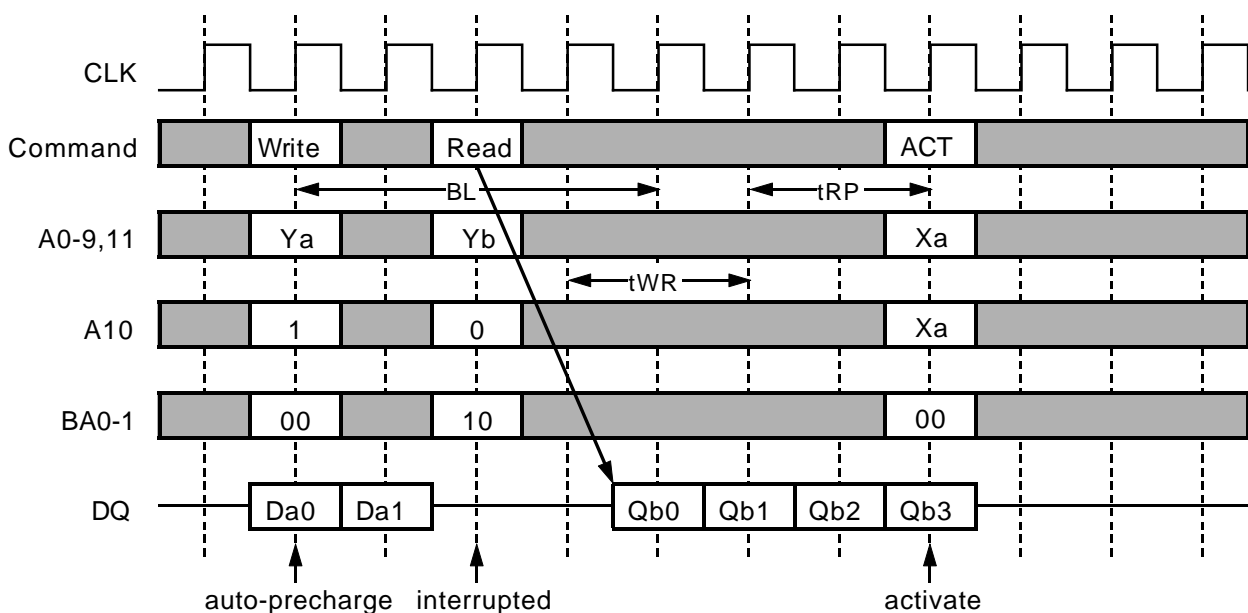 CLK
Command Write Read ACT
BL tRP
A0-9,11 Ya Yb Xa
tWR
A10 1 0 Xa
BA0-1 00 10 00
DQ Da0 Da1 Qb0 Qb1 Qb2 Qb3
auto-precharge interrupted activate